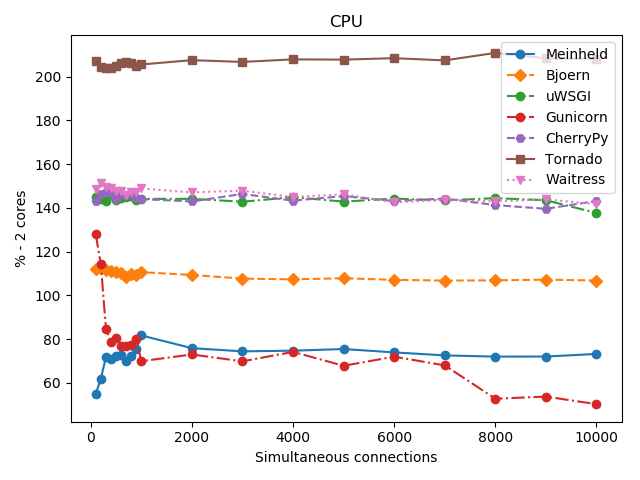 CPU
% - 2 cores
200
180
160
140
120
100
80
60
0
2000
4000
6000
8000
10000
Simultaneous connections
Meinheld
Bjoern
uWSGI
Gunicorn
CherryPy
Tornado
Waitress